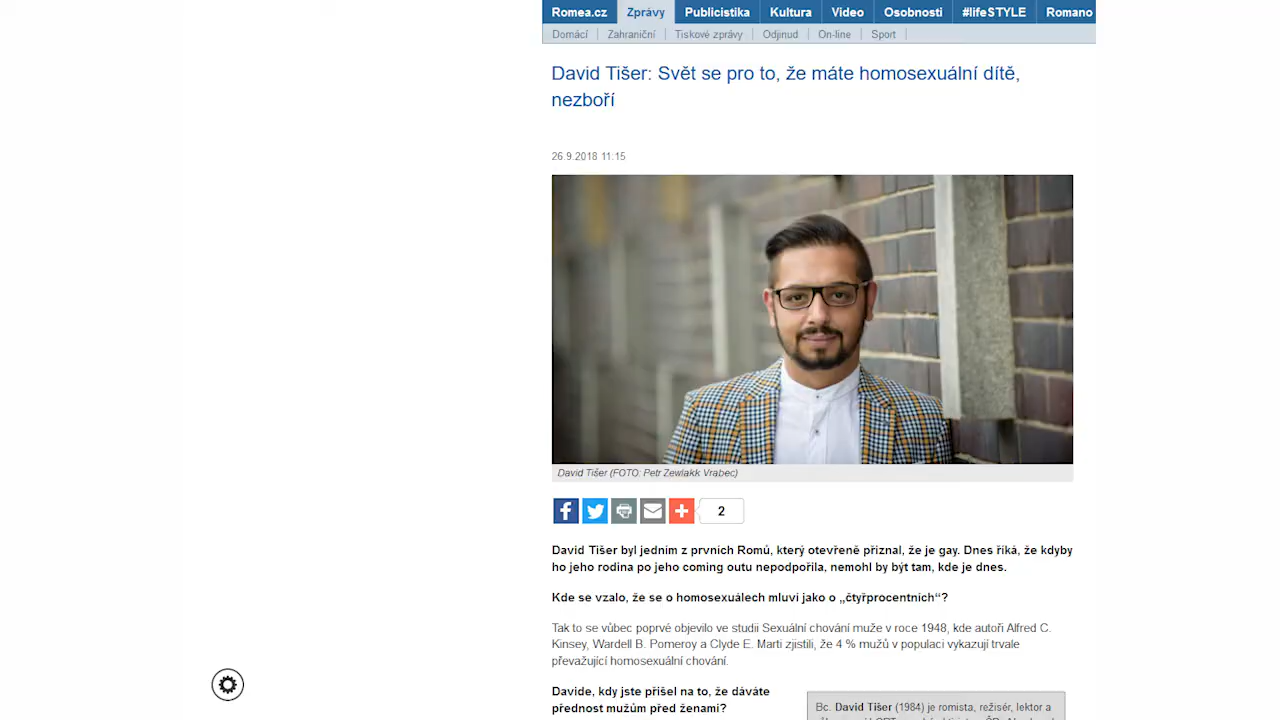 Romea.cz Zprávy Publicistika Kultura Video Osobnosti #lifeSTYLE Romano
Domácí Zahraniční Tiskové zprávy Odjinud On-line Sport
David Tišer: Svět se pro to, že máte homosexuální dítě,
nezboří
26.9.2018 11:15
David Tišer (FOTO: Petr Zewlakk Vrabec)
2
David Tišer byl jedním z prvních Romů, který otevřeně přiznal, že je gay. Dnes říká, že kdyby
ho jeho rodina po jeho coming outu nepodpořila, nemohl by být tam, kde je dnes.
Kde se vzalo, že se o homosexuálech mluví jako o „čtyřprocentních“?
Tak to se vůbec poprvé objevilo ve studii Sexuální chování muže v roce 1948, kde autoři Alfred C.
Kinsey, Wardell B. Pomeroy a Clyde E. Marti zjistili, že 4 % mužů v populaci vykazují trvale
převažující homosexuální chování.
Davide, kdy jste přišel na to, že dáváte
přednost mužům před ženami?
Bc. David Tišer (1984) je romista, režisér, lektor a